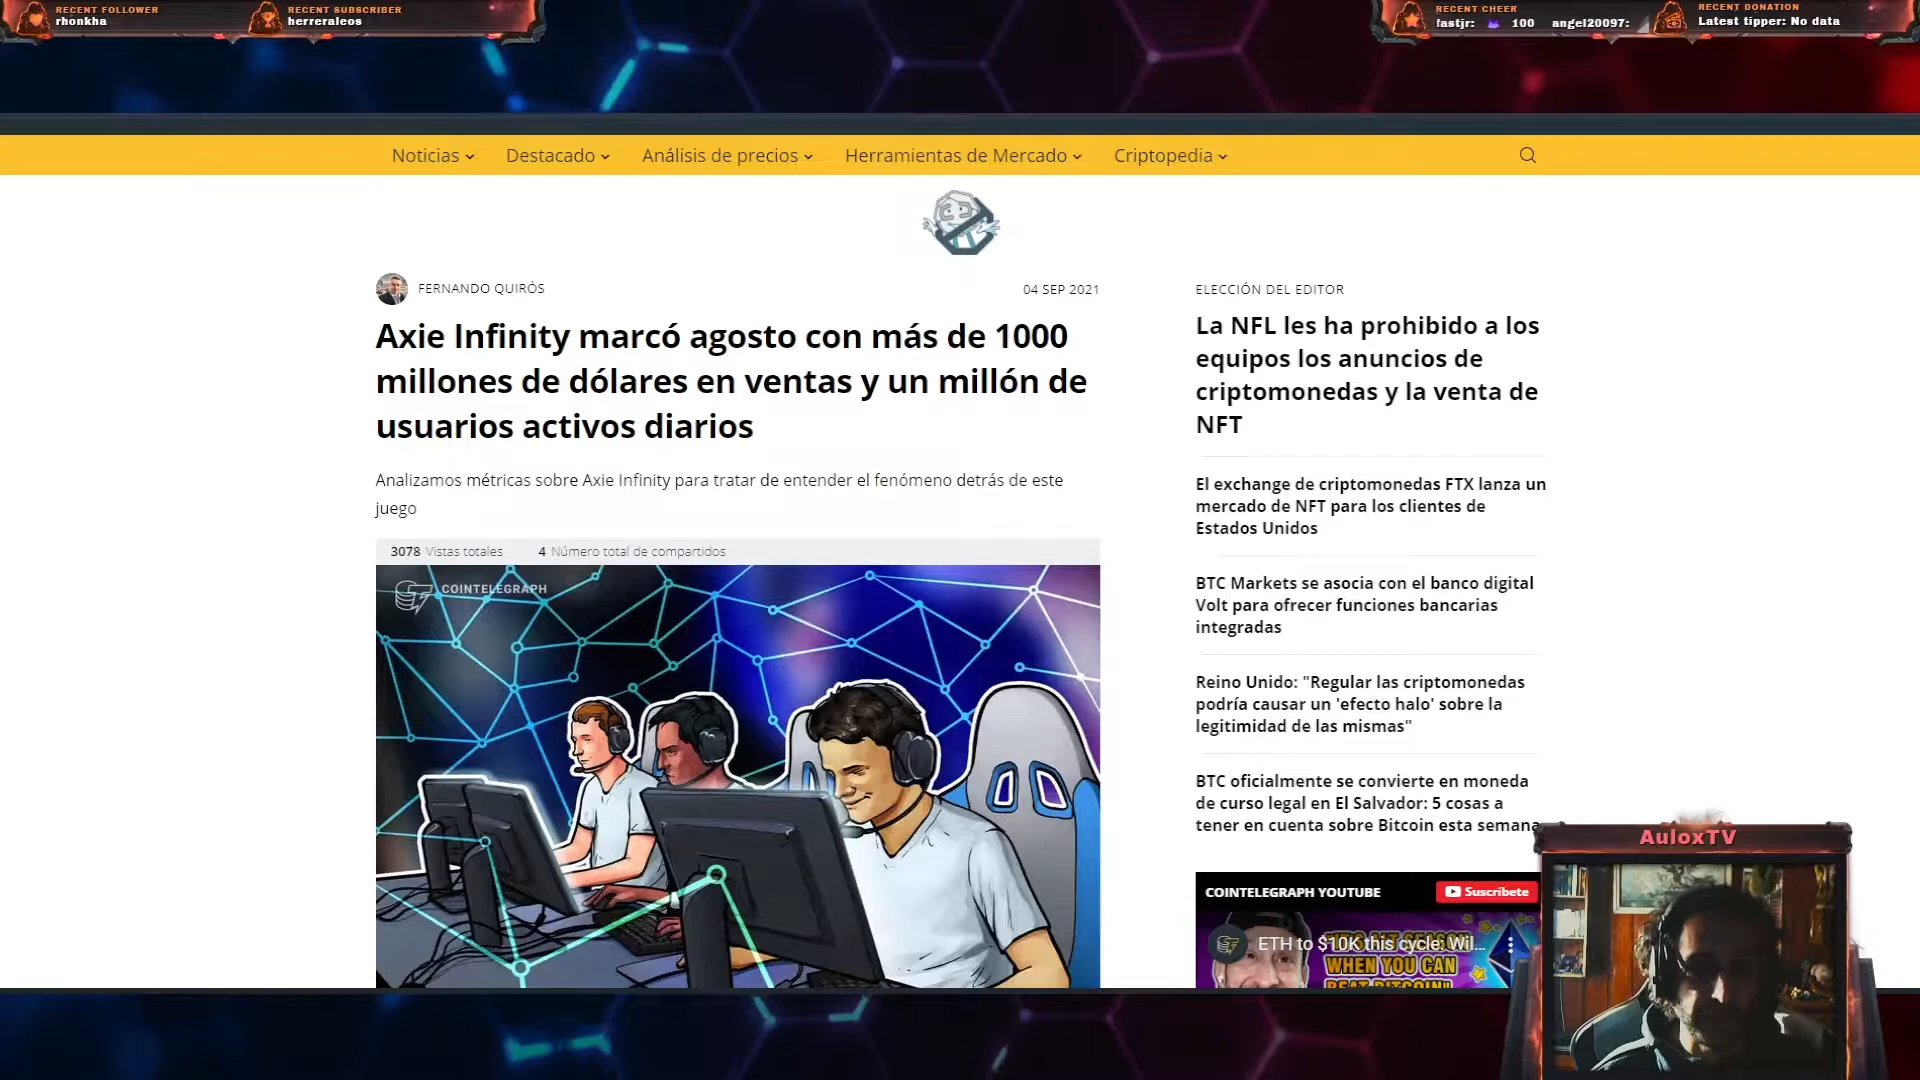 RECENT FOLLOWER
rhonkha
RECENT SUBSCRIBER
herreraleos
RECENT CHEER
fastjr: 100 angel20097:
RECENT DONATION
Latest tipper: No data
Noticias
Destacado
Análisis de precios
Herramientas de Mercado
Criptopedia
FERNANDO QUIRÓS
04 SEP 2021
Axie Infinity marcó agosto con más de 1000
millones de dólares en ventas y un millón de
usuarios activos diarios
Analizamos métricas sobre Axie Infinity para tratar de entender el fenómeno detrás de este
juego
3078 Vistas totales
4 Número total de compartidos
COINTELEGRAPH
ELECCIÓN DEL EDITOR
La NFL les ha prohibido a los
equipos los anuncios de
criptomonedas y la venta de
NFT
El exchange de criptomonedas FTX lanza un
mercado de NFT para los clientes de
Estados Unidos
BTC Markets se asocia con el banco digital
Volt para ofrecer funciones bancarias
integradas
Reino Unido: "Regular las criptomonedas
podría causar un 'efecto halo' sobre la
legitimidad de las mismas"
BTC oficialmente se convierte en moneda
de curso legal en El Salvador: 5 cosas a
tener en cuenta sobre Bitcoin esta semana
COINTELEGRAPH YOUTUBE
Suscríbete
ETH to $10K this cycle. Wil...
WHEN YOU CAN
BEAT BITCOIN!!
AuloxTV